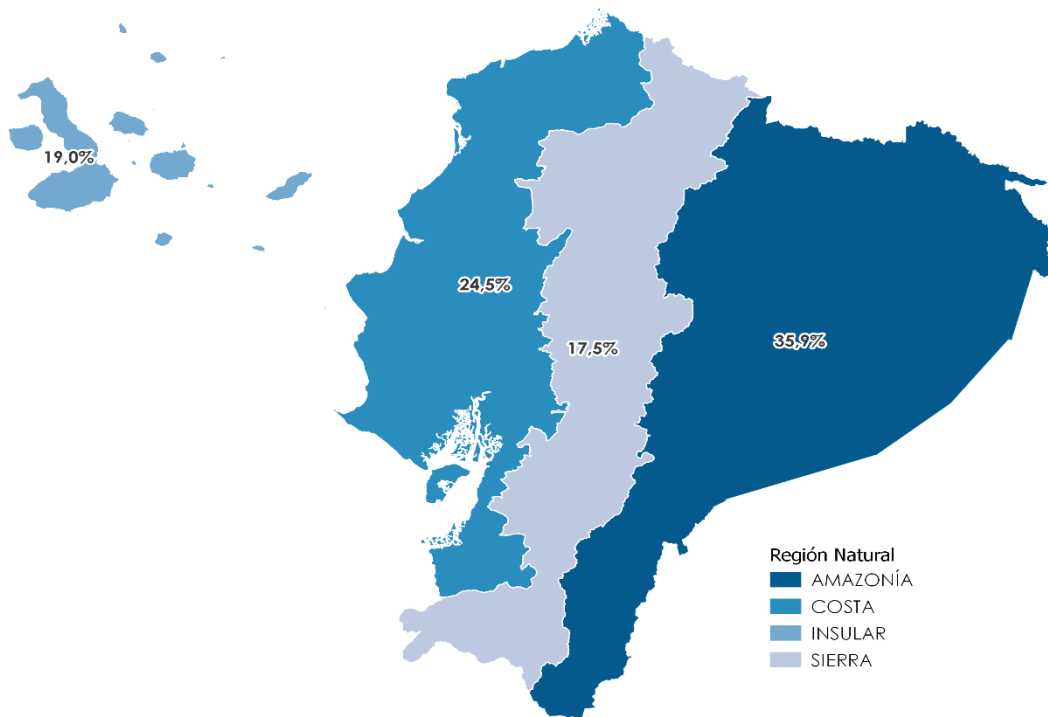 19,0%
24,5%
17,5%
35,9%
Región Natural
AMAZONÍA
COSTA
INSULAR
SIERRA